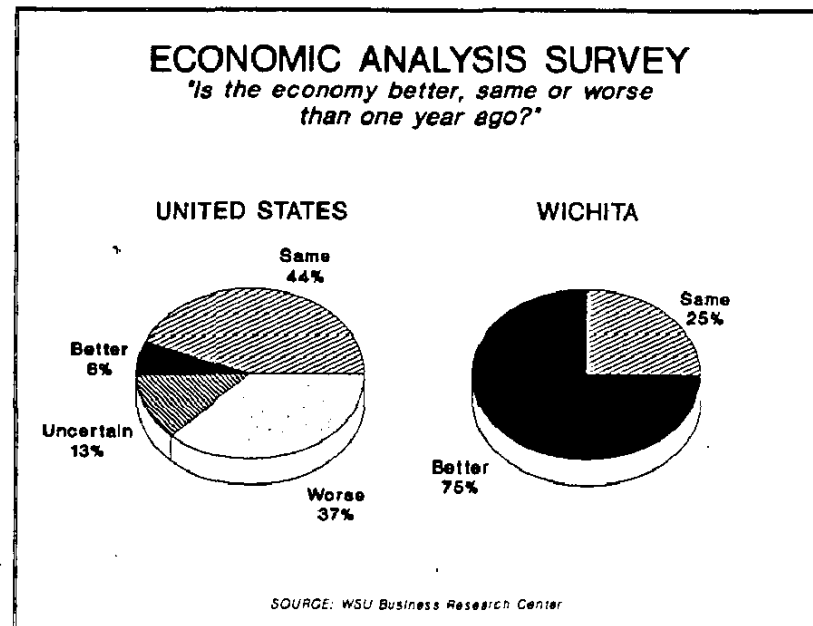 ECONOMIC ANALYSIS SURVEY
"Is the economy better, same or worse
than one year ago?"
UNITED STATES
Same
44%
Better
6%
Uncertain
13%
Worse
37%
WICHITA
Same
25%
Better
75%
SOURCE: WSU Business Research Center